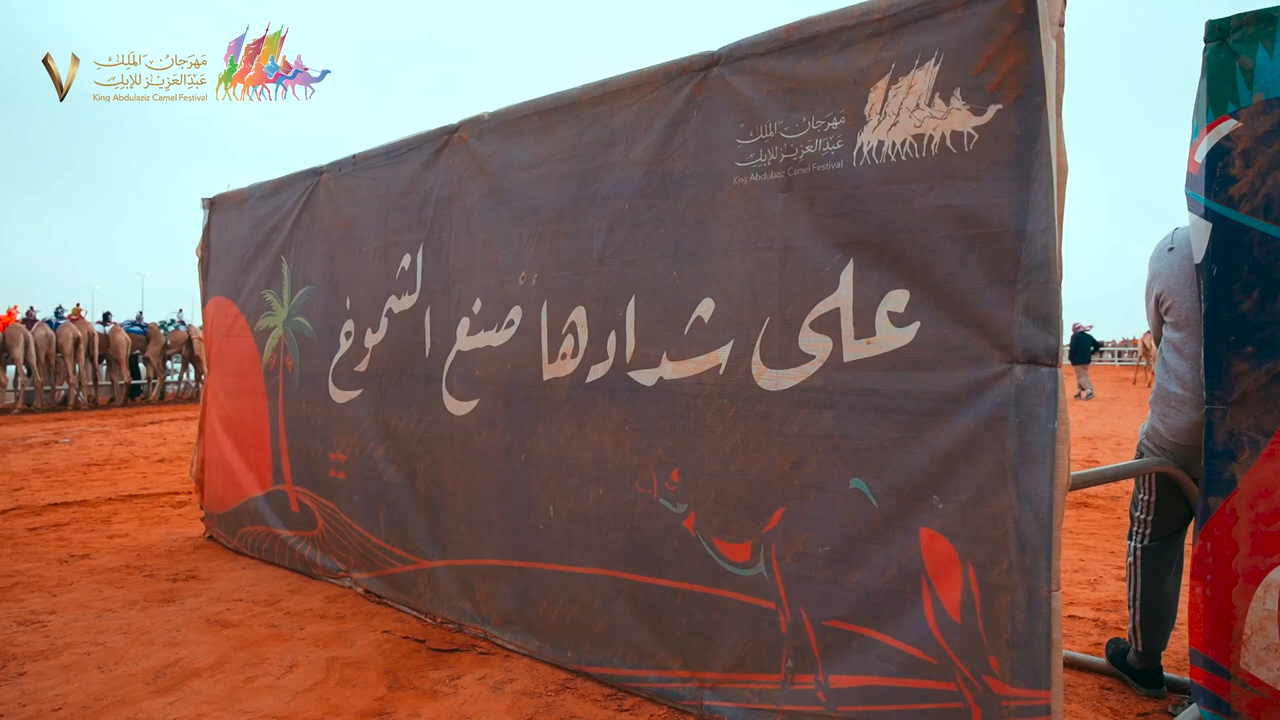 ٧
مهرجان الملك
عبدالعزيز للإبل
King Abdulaziz Camel Festival
مهرجان الملك
عبدالعزيز للإبل
King Abdulaziz Camel Festival
على شدادها صنع الشموخ